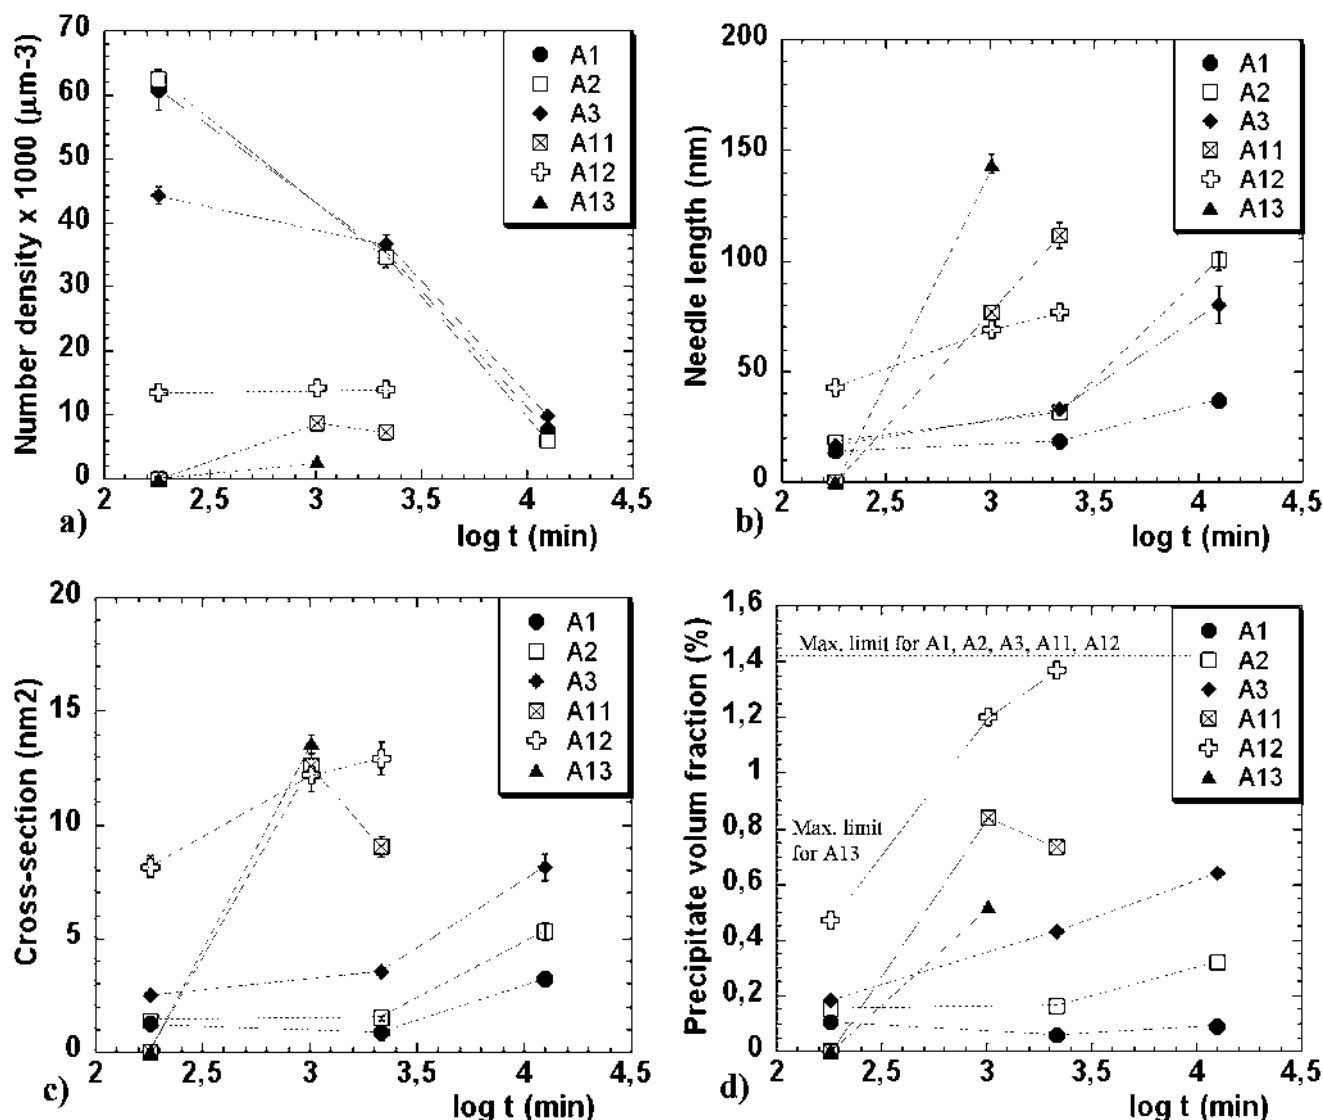 70
60
50
40
30
20
10
0
Number density x 1000 (µm-3)
2 2,5 3 3,5 4 4,5
log t (min)
A1
A2
A3
A11
A12
A13
a)
200
150
100
50
0
Needle length (nm)
2 2,5 3 3,5 4 4,5
log t (min)
A1
A2
A3
A11
A12
A13
b)
20
15
10
5
0
Cross-section (nm2)
2 2,5 3 3,5 4 4,5
log t (min)
A1
A2
A3
A11
A12
A13
c)
1,6
1,4
1,2
1
0,8
0,6
0,4
0,2
0
Precipitate volum fraction (%)
Max. limit for A1, A2, A3, A11, A12
Max. limit
for A13
2 2,5 3 3,5 4 4,5
log t (min)
A1
A2
A3
A11
A12
A13
d)